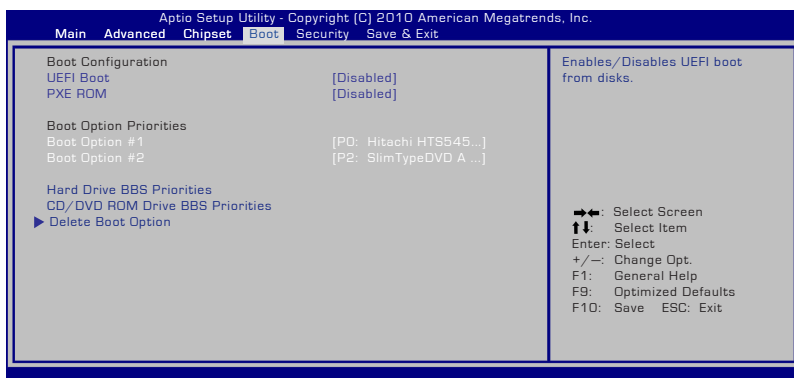 Aptio Setup Utility - Copyright (C) 2010 American Megatrends, Inc.
Main Advanced Chipset Boot Security Save & Exit
Boot Configuration
UEFI Boot [Disabled]
PXE ROM [Disabled]
Boot Option Priorities
Boot Option #1 [P0: Hitachi HTS545...]
Boot Option #2 [P2: SlimTypeDVD A ...]
Hard Drive BBS Priorities
CD/DVD ROM Drive BBS Priorities
▶ Delete Boot Option
Enables/Disables UEFI boot
from disks.
→←: Select Screen
↑↓: Select Item
Enter: Select
+/—: Change Opt.
F1: General Help
F9: Optimized Defaults
F10: Save ESC: Exit